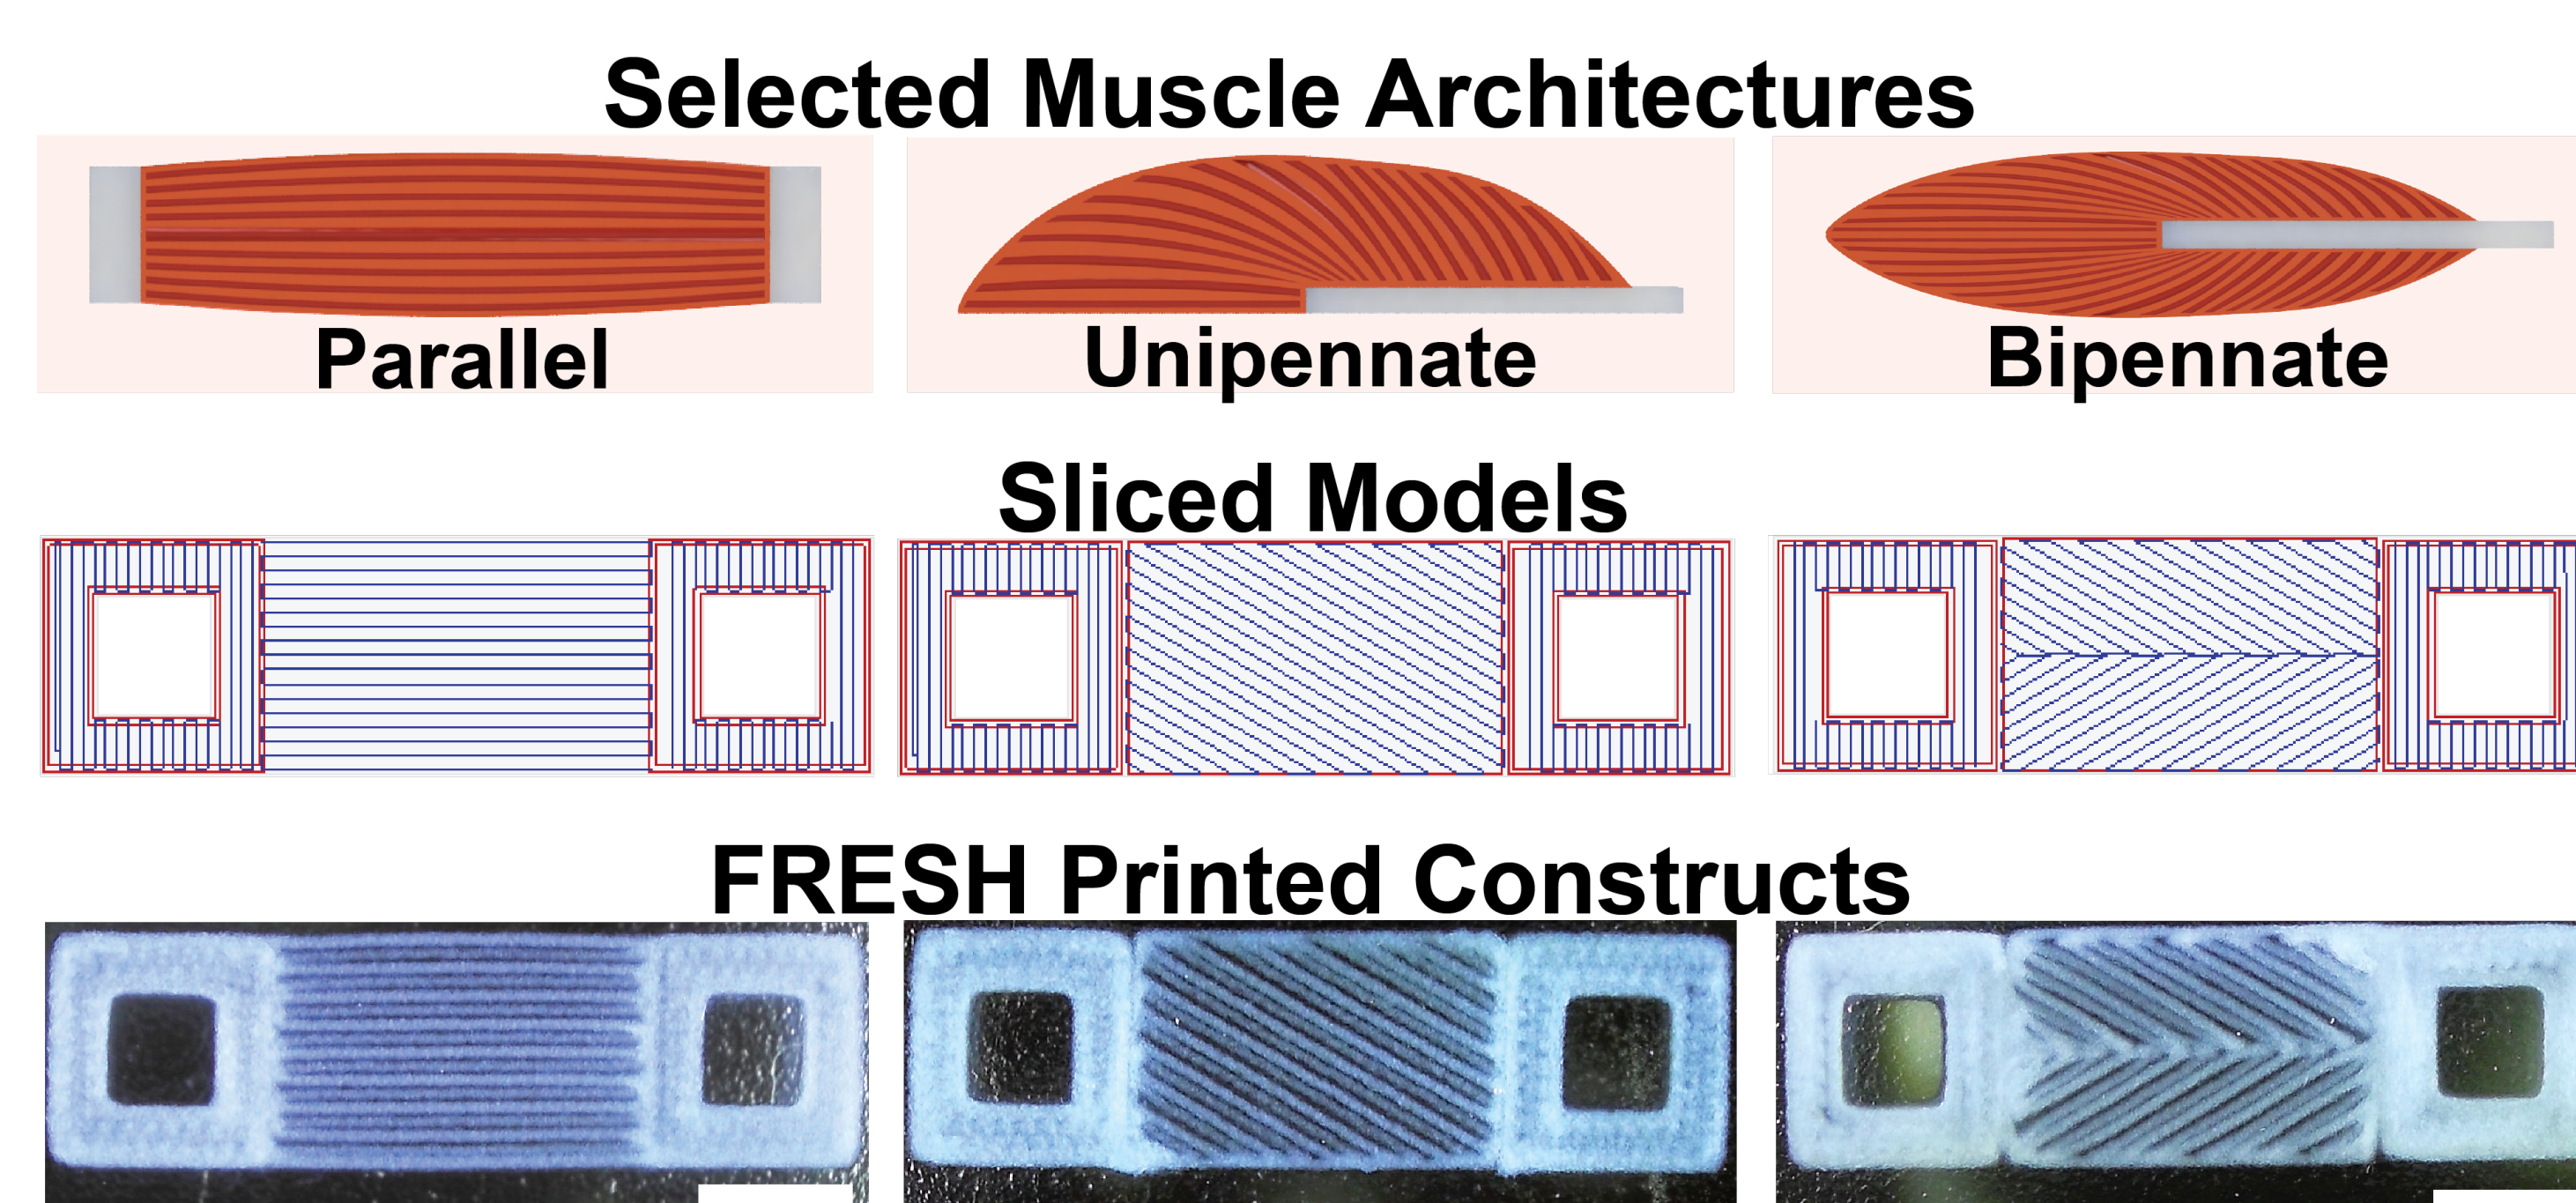 Selected Muscle Architectures
Parallel
Unipennate
Bipennate
Sliced Models
FRESH Printed Constructs